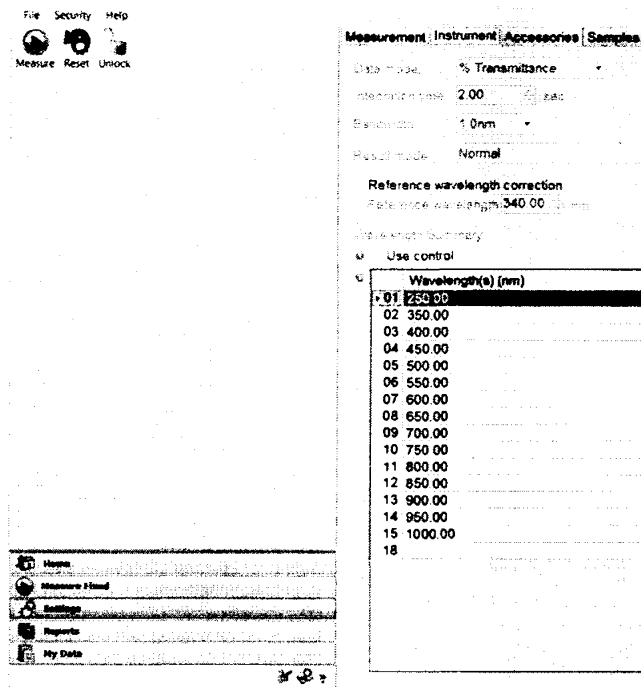 File Security Help
Measure Reset Unlock
Measurement Instrument Accessories Samples
Data mode % Transmittance
Integration time 2.00 sec
Bandwidth 1.0nm
Result mode Normal
Reference wavelength correction
Reference wavelength 340.00 nm
Wavelength Summary
Use control
Wavelength(s) (nm)
01 250.00
02 350.00
03 400.00
04 450.00
05 500.00
06 550.00
07 600.00
08 650.00
09 700.00
10 750.00
11 800.00
12 850.00
13 900.00
14 950.00
15 1000.00
18
Home
Measure Fixed
Settings
Reports
My Data